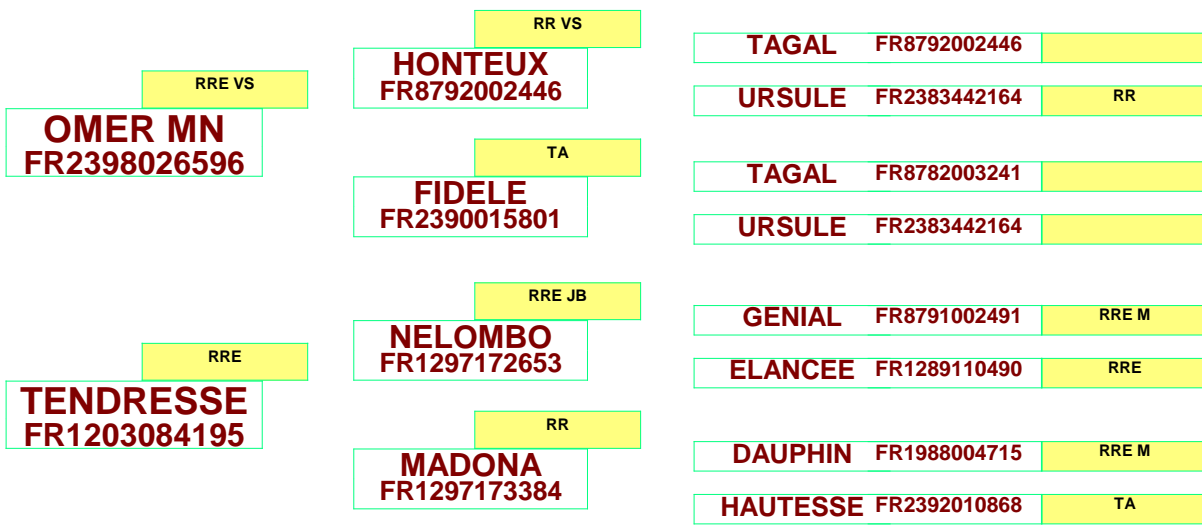 RRE VS
OMER MN
FR2398026596
RRE
TENDRESSE
FR1203084195
RR VS
HONTEUX
FR8792002446
TA
FIDELE
FR2390015801
RRE JB
NELOMBO
FR1297172653
RR
MADONA
FR1297173384
TAGAL FR8792002446
URSULE FR2383442164 RR
TAGAL FR8782003241
URSULE FR2383442164
GENIAL FR8791002491 RRE M
ELANCEE FR1289110490 RRE
DAUPHIN FR1988004715 RRE M
HAUTESSE FR2392010868 TA